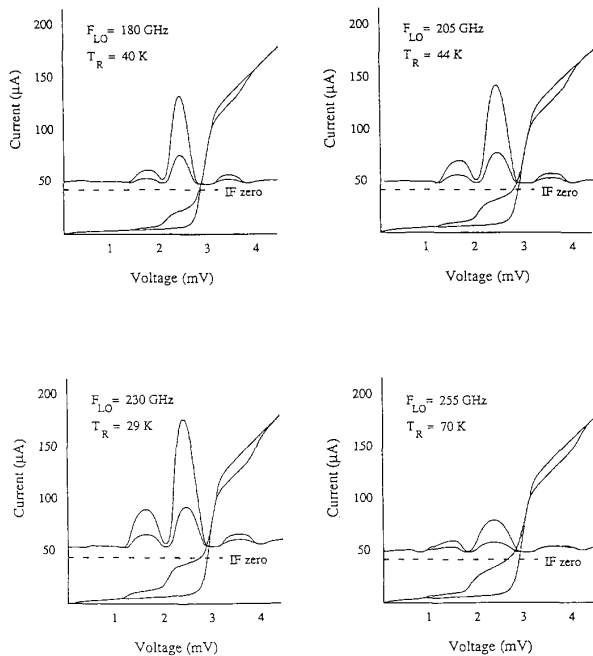 200
F_LO = 180 GHz
T_R = 40 K
150
Current (µA)
100
50
IF zero
1 2 3 4
Voltage (mV)
200
F_LO = 205 GHz
T_R = 44 K
150
Current (µA)
100
50
IF zero
1 2 3 4
Voltage (mV)
200
F_LO = 230 GHz
T_R = 29 K
150
Current (µA)
100
50
IF zero
1 2 3 4
Voltage (mV)
200
F_LO = 255 GHz
T_R = 70 K
150
Current (µA)
100
50
IF zero
1 2 3 4
Voltage (mV)